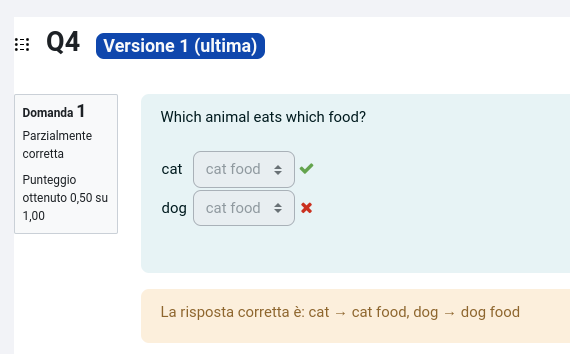 Q4 Versione 1 (ultima)
Domanda 1
Parzialmente
corretta
Punteggio
ottenuto 0,50 su
1,00
Which animal eats which food?
cat cat food
dog cat food
La risposta corretta è: cat → cat food, dog → dog food